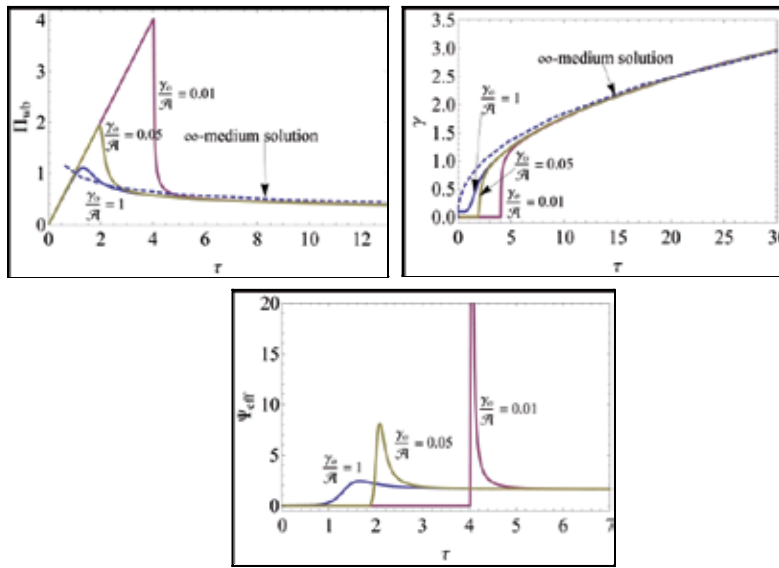 4
3
2
1
0
Π_wb
γ_o/𝒜 = 0.01
γ_o/𝒜 = 0.05
∞-medium solution
γ_o/𝒜 = 1
0 2 4 6 8 10 12
τ
3.5
3.0
2.5
2.0
1.5
1.0
0.5
0.0
γ
∞-medium solution
γ_o/𝒜 = 1
γ_o/𝒜 = 0.05
γ_o/𝒜 = 0.01
0 5 10 15 20 25 30
τ
20
15
10
5
0
Ψ_eff
γ_o/𝒜 = 0.01
γ_o/𝒜 = 0.05
γ_o/𝒜 = 1
0 1 2 3 4 5 6 7
τ